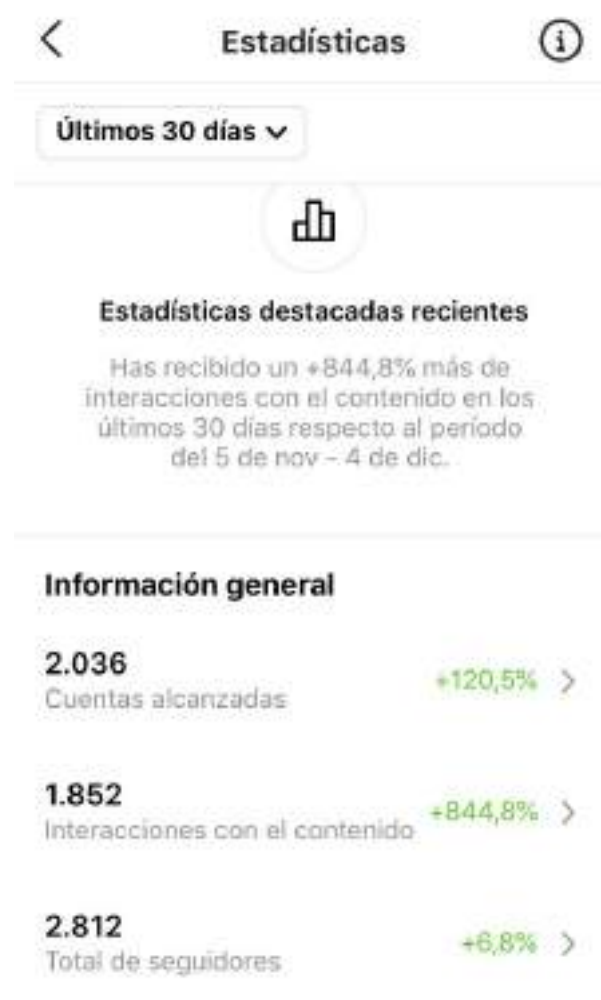 Estadísticas
Últimos 30 días
Estadísticas destacadas recientes
Has recibido un +844,8% más de
interacciones con el contenido en los
últimos 30 días respecto al período
del 5 de nov – 4 de dic.
Información general
2.036
+120,5%
Cuentas alcanzadas
1.852
+844,8%
Interacciones con el contenido
2.812
+6,8%
Total de seguidores